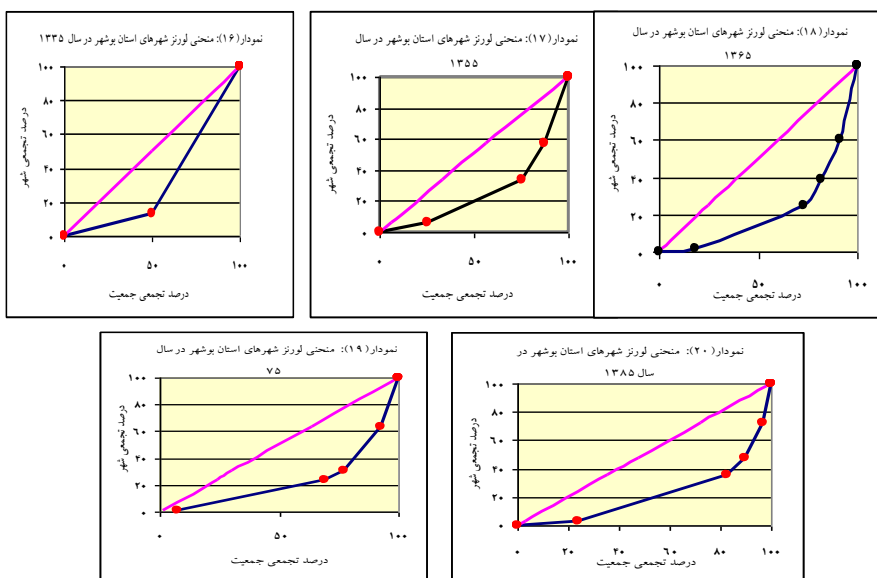 نمودار(۱۶): منحنی لورنز شهرهای استان بوشهر در سال ۱۳۳۵
۱۰۰
۸۰
۶۰
۴۰
۲۰
۰
درصد تجمعی شهر
۰ ۵۰ ۱۰۰
درصد تجمعی جمعیت
نمودار(۱۷): منحنی لورنز شهرهای استان بوشهر در سال
۱۳۵۵
۱۰۰
۸۰
۶۰
۴۰
۲۰
۰
درصد تجمعی شهر
۰ ۵۰ ۱۰۰
درصد تجمعی جمعیت
نمودار(۱۸): منحنی لورنز شهرهای استان بوشهر در سال
۱۳۶۵
۱۰۰
۸۰
۶۰
۴۰
۲۰
۰
درصد تجمعی شهر
۰ ۵۰ ۱۰۰
درصد تجمعی جمعیت
نمودار(۱۹): منحنی لورنز شهرهای استان بوشهر در سال
۷۵
۱۰۰
۸۰
۶۰
۴۰
۲۰
۰
درصد تجمعی شهر
۰ ۵۰ ۱۰۰
درصد تجمعی جمعیت
نمودار(۲۰): منحنی لورنز شهرهای استان بوشهر در
سال ۱۳۸۵
۱۰۰
۸۰
۶۰
۴۰
۲۰
۰
درصد تجمعی شهر
۰ ۲۰ ۴۰ ۶۰ ۸۰ ۱۰۰
درصد تجمعی جمعیت